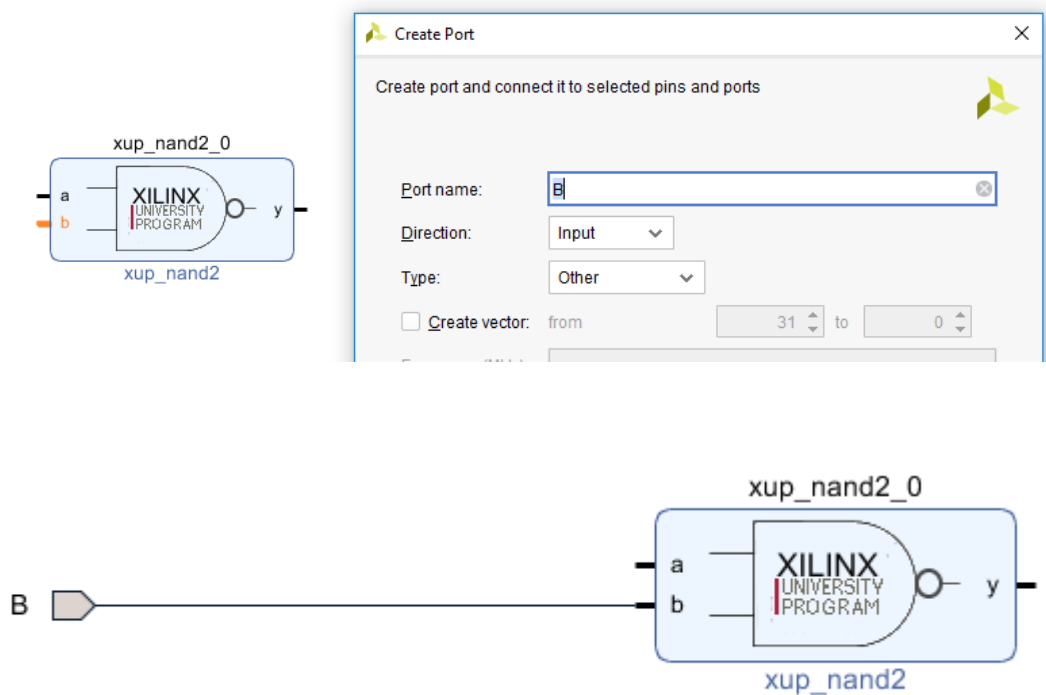 Create Port
Create port and connect it to selected pins and ports
xup_nand2_0
a
b
XILINX
UNIVERSITY
PROGRAM
y
xup_nand2
Port name:
B
Direction:
Input
Type:
Other
Create vector:
from
31
to
0
xup_nand2_0
a
b
XILINX
UNIVERSITY
PROGRAM
y
B
xup_nand2